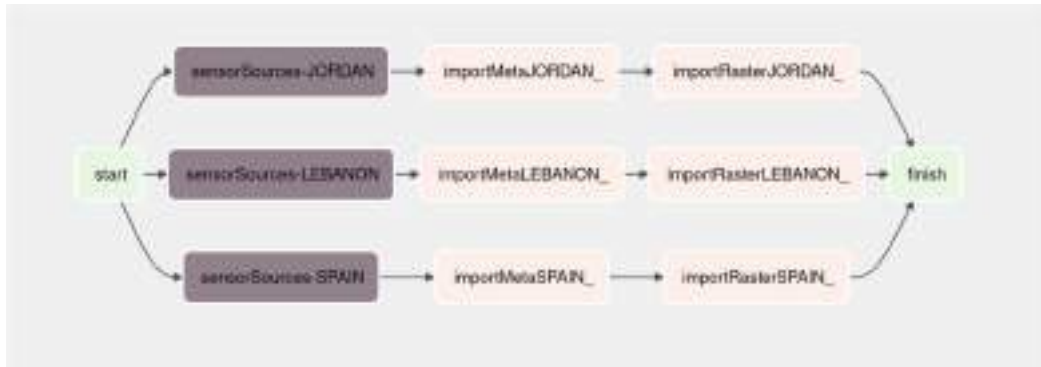 sensorSources-JORDAN importMetaJORDAN_ importRasterJORDAN_
start sensorSources-LEBANON importMetaLEBANON_ importRasterLEBANON_ finish
sensorSources-SPAIN importMetaSPAIN_ importRasterSPAIN_